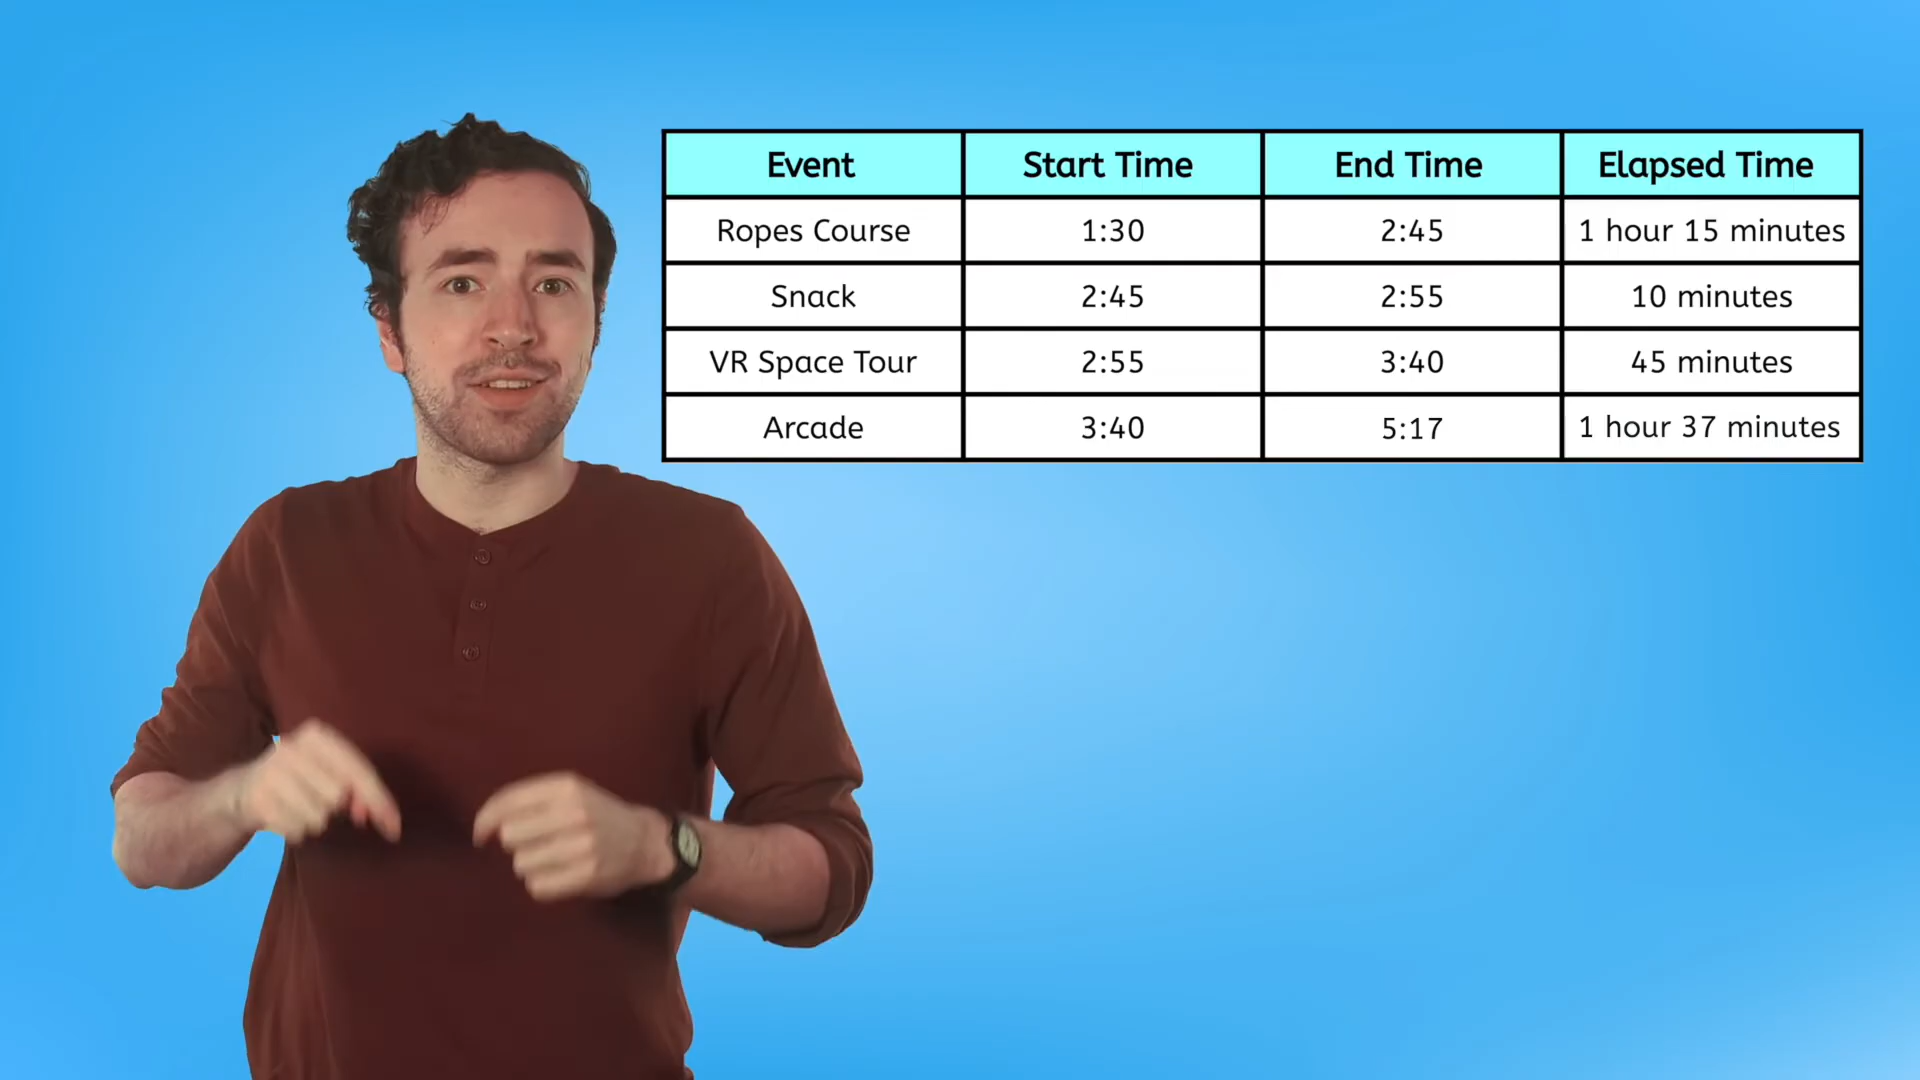 Event Start Time End Time Elapsed Time
Ropes Course 1:30 2:45 1 hour 15 minutes
Snack 2:45 2:55 10 minutes
VR Space Tour 2:55 3:40 45 minutes
Arcade 3:40 5:17 1 hour 37 minutes